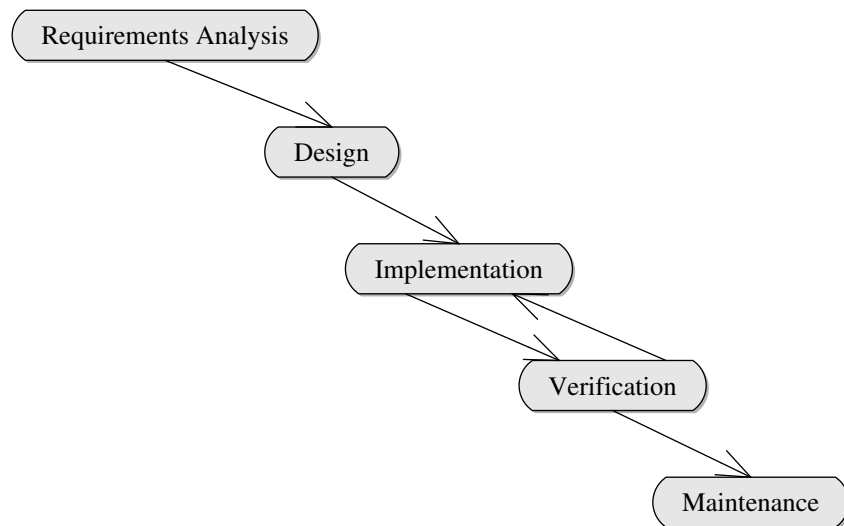 Requirements Analysis
Design
Implementation
Verification
Maintenance